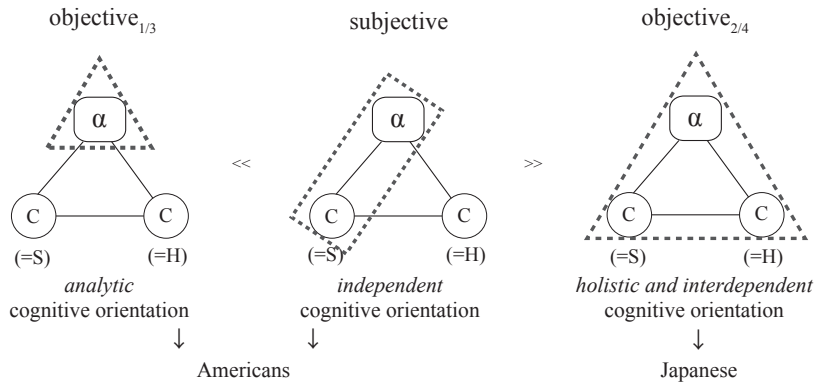 objective1/3 subjective objective2/4
α α α
<< >>
C C C C C C
(=S) (=H) (=S) (=H) (=S) (=H)
analytic independent holistic and interdependent
cognitive orientation cognitive orientation cognitive orientation
↓ ↓ ↓
Americans Japanese